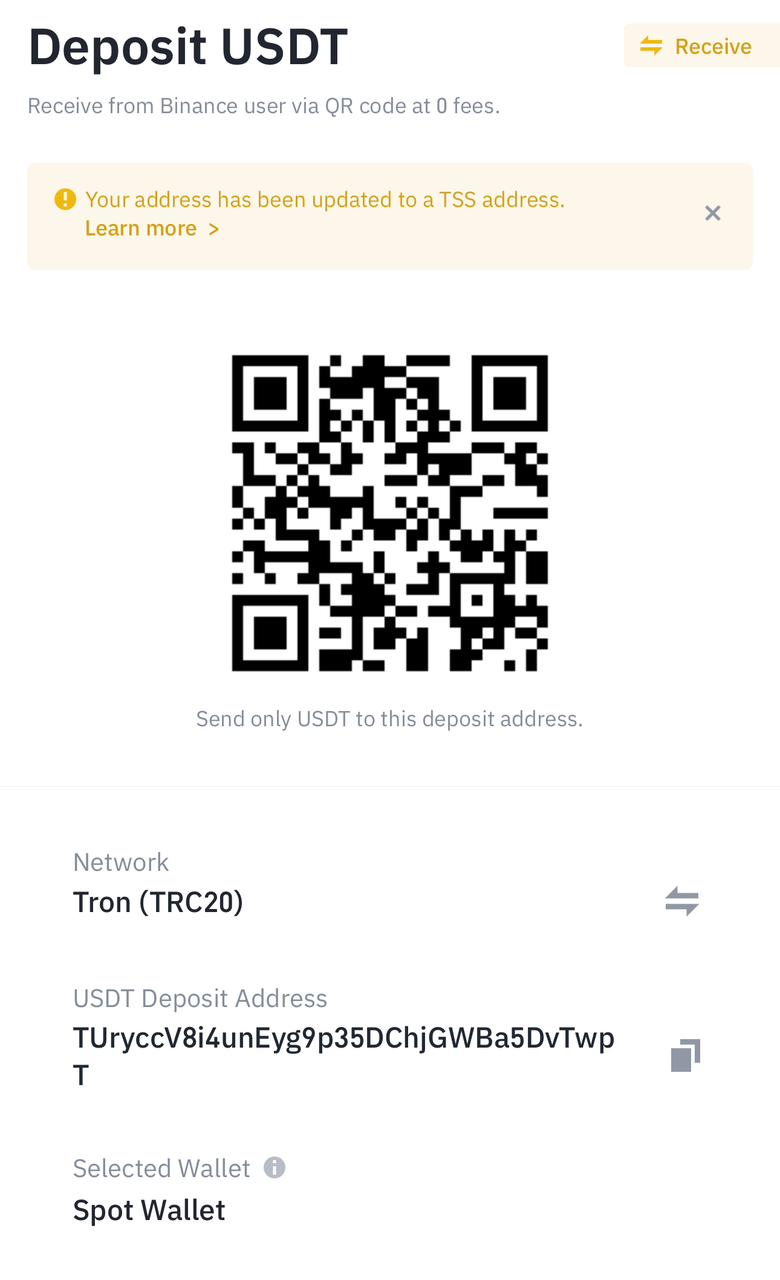 Deposit USDT
Receive
Receive from Binance user via QR code at 0 fees.
Your address has been updated to a TSS address.
Learn more >
Send only USDT to this deposit address.
Network
Tron (TRC20)
USDT Deposit Address
TUryccV8i4unEyg9p35DChjGWBa5DvTwp
T
Selected Wallet
Spot Wallet